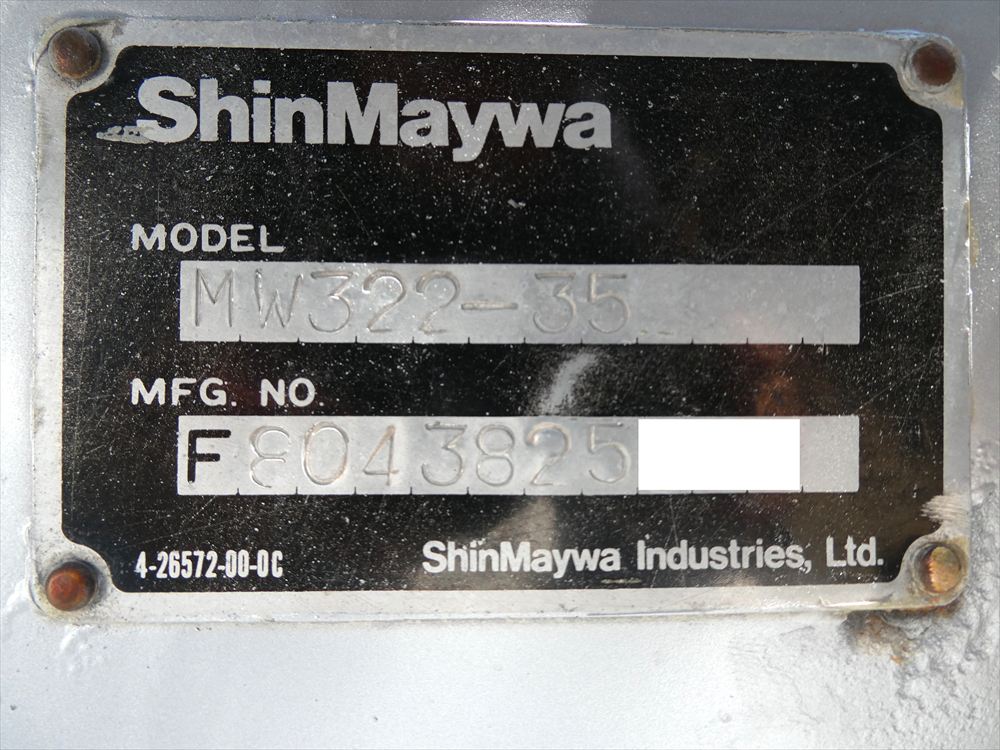 ShinMaywa
MODEL
MW322-35
MFG. NO.
F8043825
4-26572-00-0C
ShinMaywa Industries, Ltd.